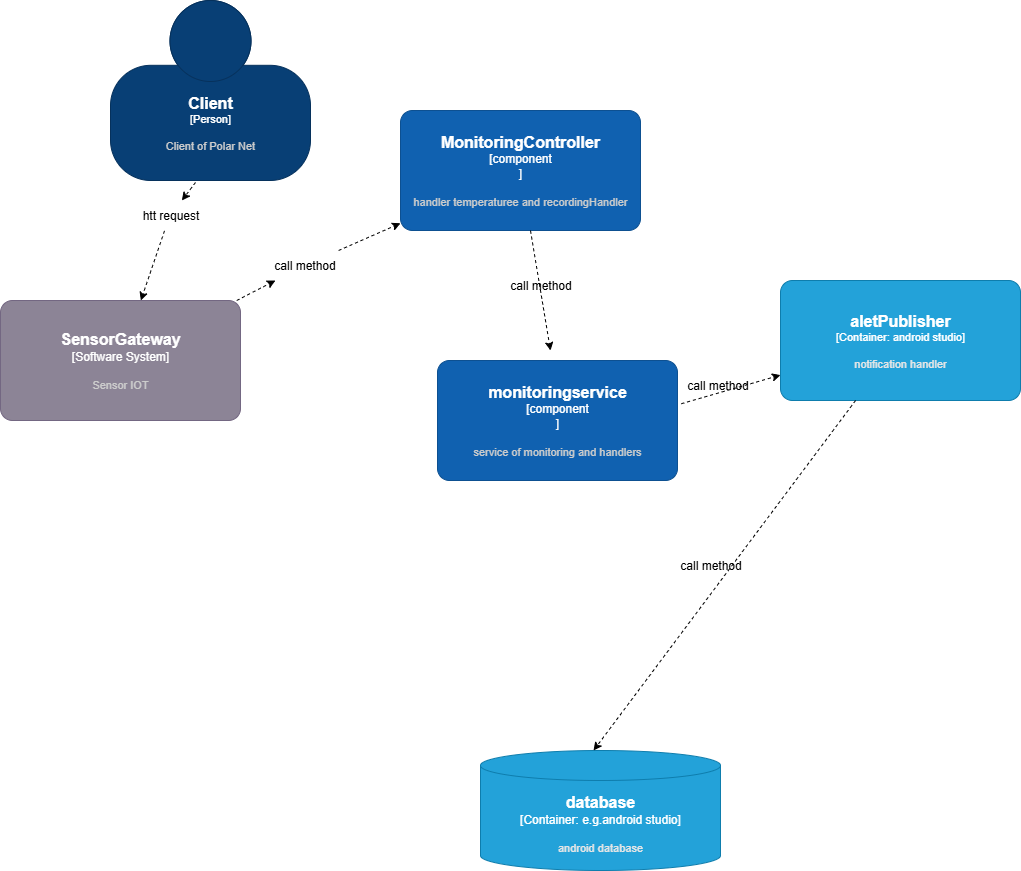 Client
[Person]
Client of Polar Net
htt request
SensorGateway
[Software System]
Sensor IOT
call method
MonitoringController
[component
]
handler temperaturee and recordingHandler
call method
monitoringservice
[component
]
service of monitoring and handlers
call method
aletPublisher
[Container: android studio]
notification handler
call method
database
[Container: e.g.android studio]
android database